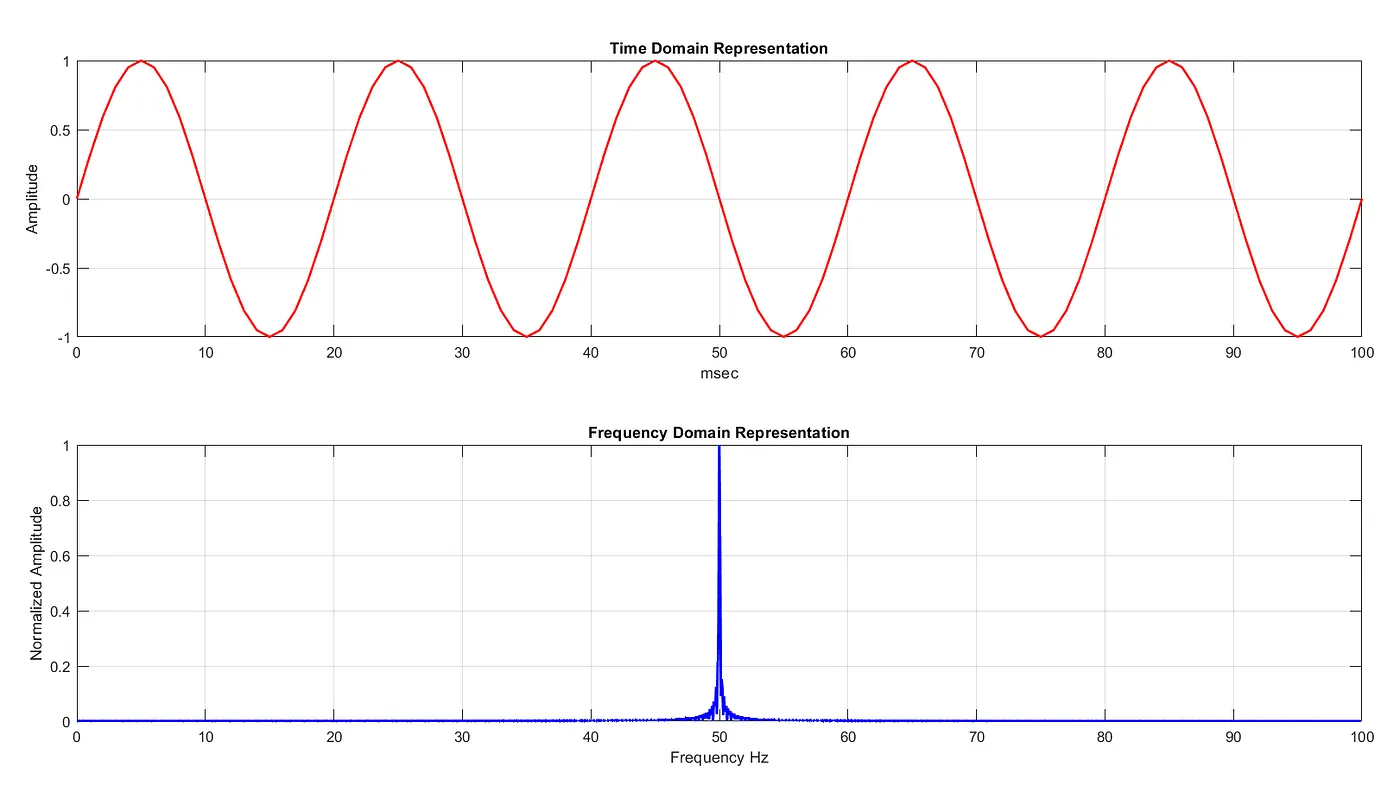 Time Domain Representation
1
0.5
0
-0.5
-1
Amplitude
0 10 20 30 40 50 60 70 80 90 100
msec
Frequency Domain Representation
1
0.8
0.6
0.4
0.2
0
Normalized Amplitude
0 10 20 30 40 50 60 70 80 90 100
Frequency Hz